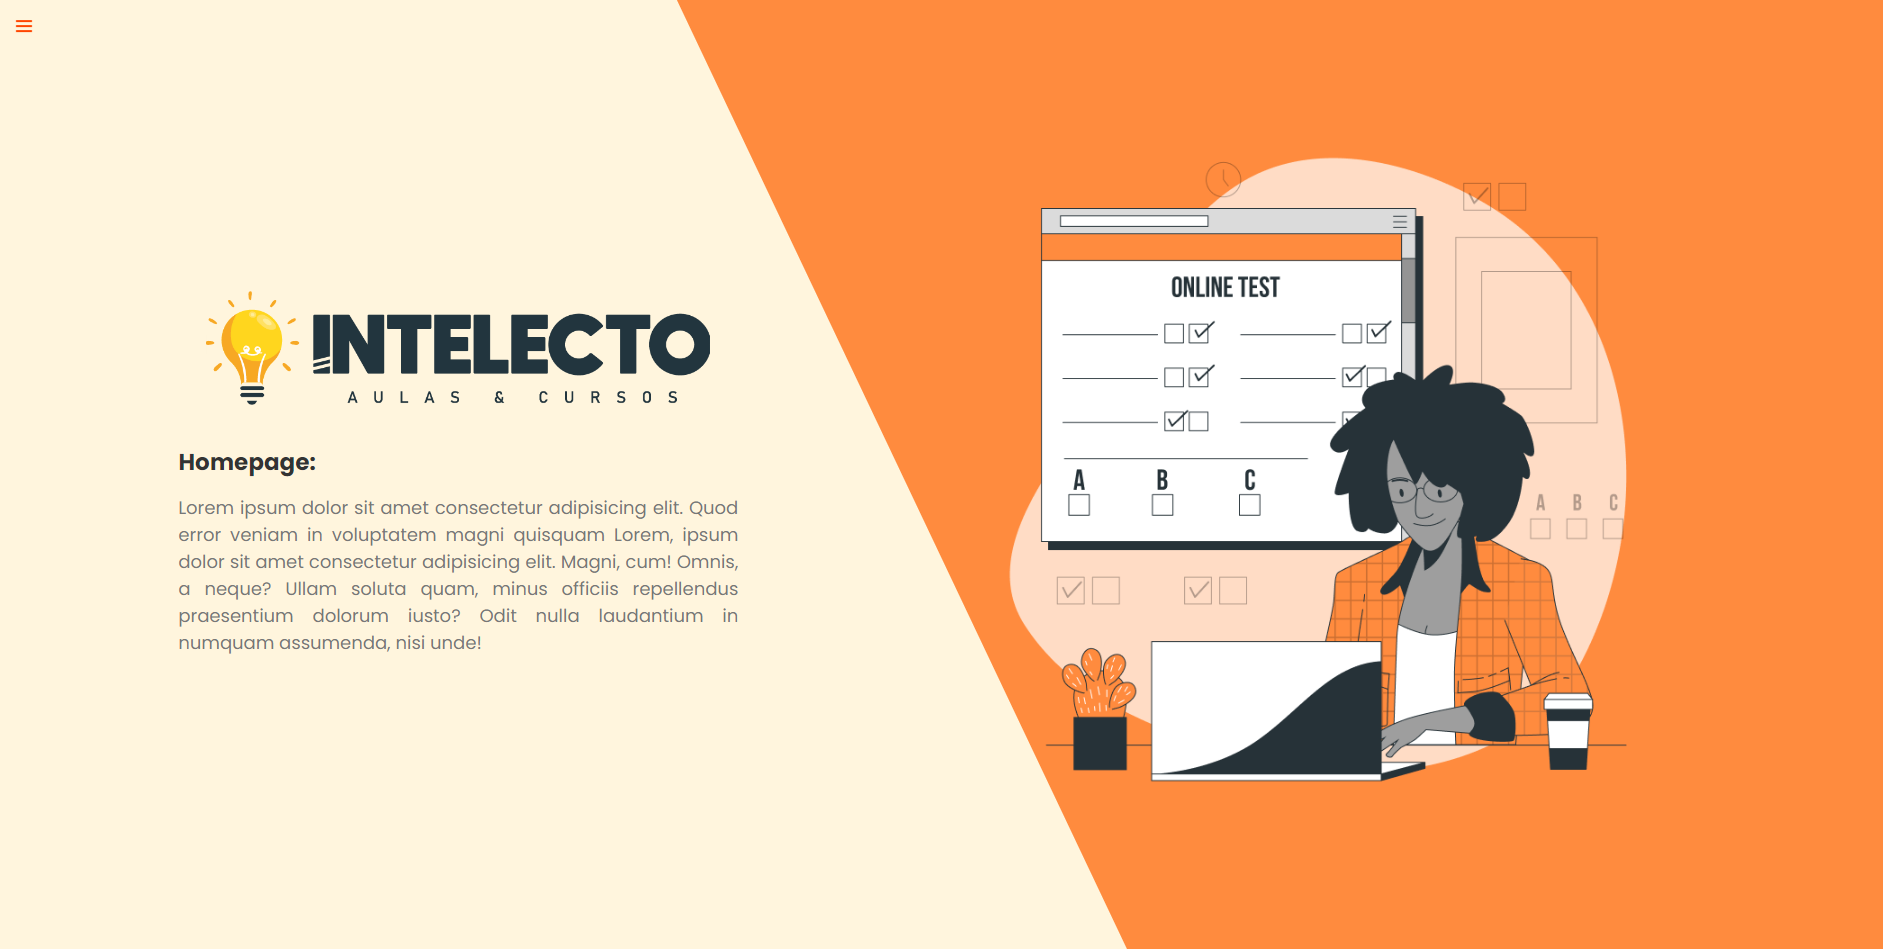 INTELECTO
AULAS & CURSOS
Homepage:
Lorem ipsum dolor sit amet consectetur adipisicing elit. Quod
error veniam in voluptatem magni quisquam Lorem, ipsum
dolor sit amet consectetur adipisicing elit. Magni, cum! Omnis,
a neque? Ullam soluta quam, minus officiis repellendus
praesentium dolorum iusto? Odit nulla laudantium in
numquam assumenda, nisi unde!
ONLINE TEST
A B C
A B C